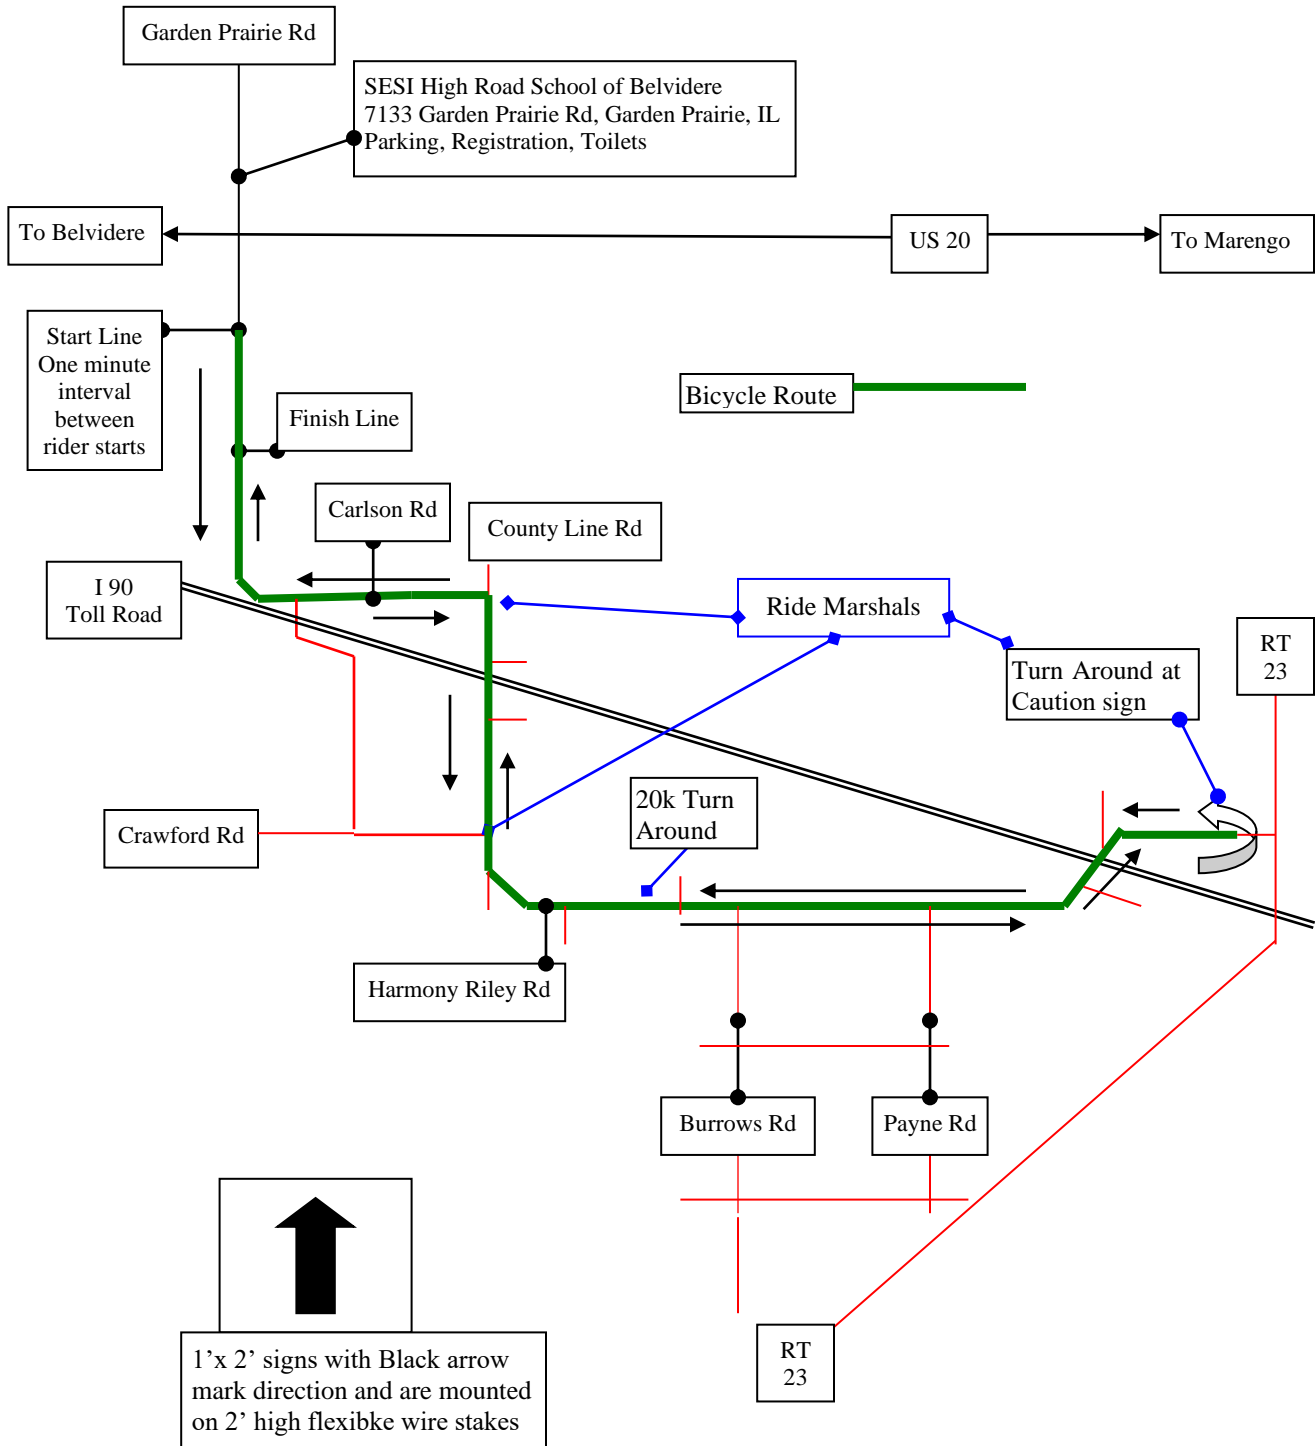 Garden Prairie Rd
SESI High Road School of Belvidere
7133 Garden Prairie Rd, Garden Prairie, IL
Parking, Registration, Toilets
To Belvidere
US 20
To Marengo
Start Line
One minute
interval
between
rider starts
Bicycle Route
Finish Line
Carlson Rd
County Line Rd
I 90
Toll Road
Ride Marshals
Turn Around at
Caution sign
RT
23
20k Turn
Around
Crawford Rd
Harmony Riley Rd
Burrows Rd
Payne Rd
RT
23
1’x 2’ signs with Black arrow
mark direction and are mounted
on 2’ high flexibke wire stakes